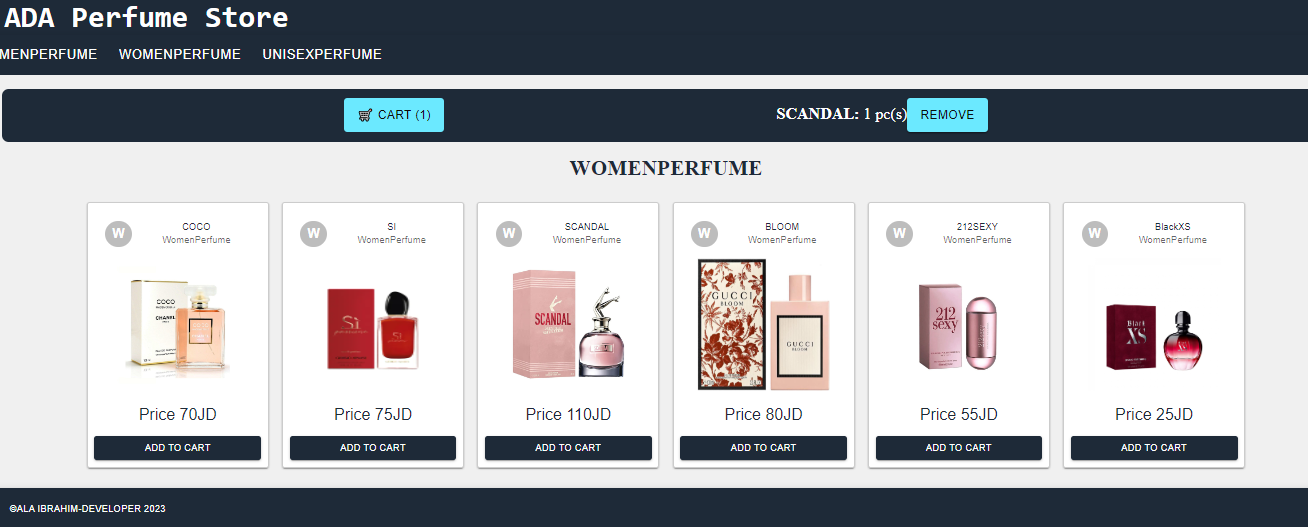 ADA Perfume Store
MENPERFUME WOMENPERFUME UNISEXPERFUME
CART (1) SCANDAL: 1 pc(s) REMOVE
WOMENPERFUME
W COCO
WomenPerfume
COCO
CHANEL
Price 70JD
ADD TO CART
W SI
WomenPerfume
Sì
Sì
Price 75JD
ADD TO CART
W SCANDAL
WomenPerfume
SCANDAL
Price 110JD
ADD TO CART
W BLOOM
WomenPerfume
GUCCI
BLOOM
GUCCI
BLOOM
Price 80JD
ADD TO CART
W 212SEXY
WomenPerfume
212
sexy
Price 55JD
ADD TO CART
W BlackXS
WomenPerfume
Black
XS
XS
Price 25JD
ADD TO CART
©ALA IBRAHIM-DEVELOPER 2023